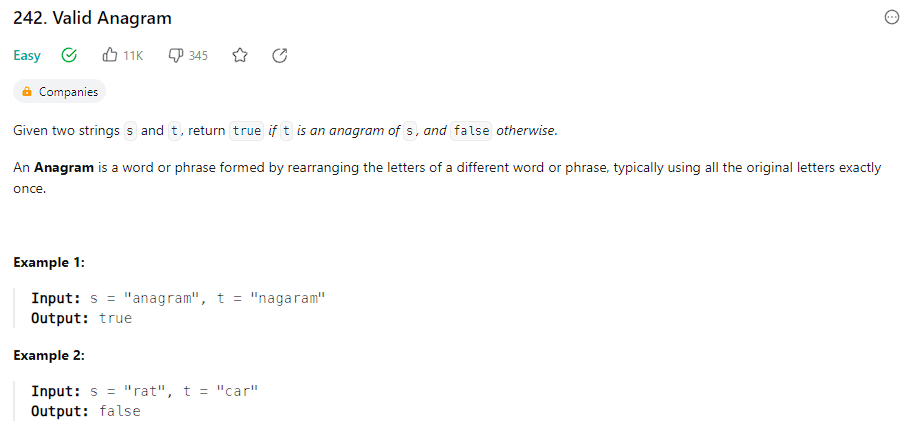 242. Valid Anagram
Easy 11K 345
Companies
Given two strings s and t, return true if t is an anagram of s, and false otherwise.
An Anagram is a word or phrase formed by rearranging the letters of a different word or phrase, typically using all the original letters exactly
once.
Example 1:
Input: s = "anagram", t = "nagaram"
Output: true
Example 2:
Input: s = "rat", t = "car"
Output: false